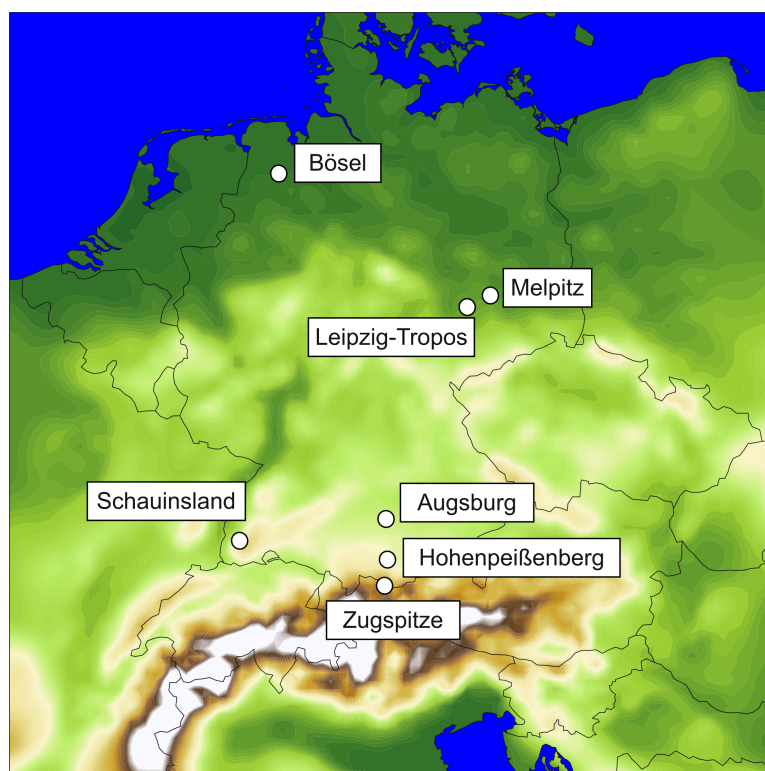 Bösel
Melpitz
Leipzig-Tropos
Schauinsland
Augsburg
Hohenpeißenberg
Zugspitze